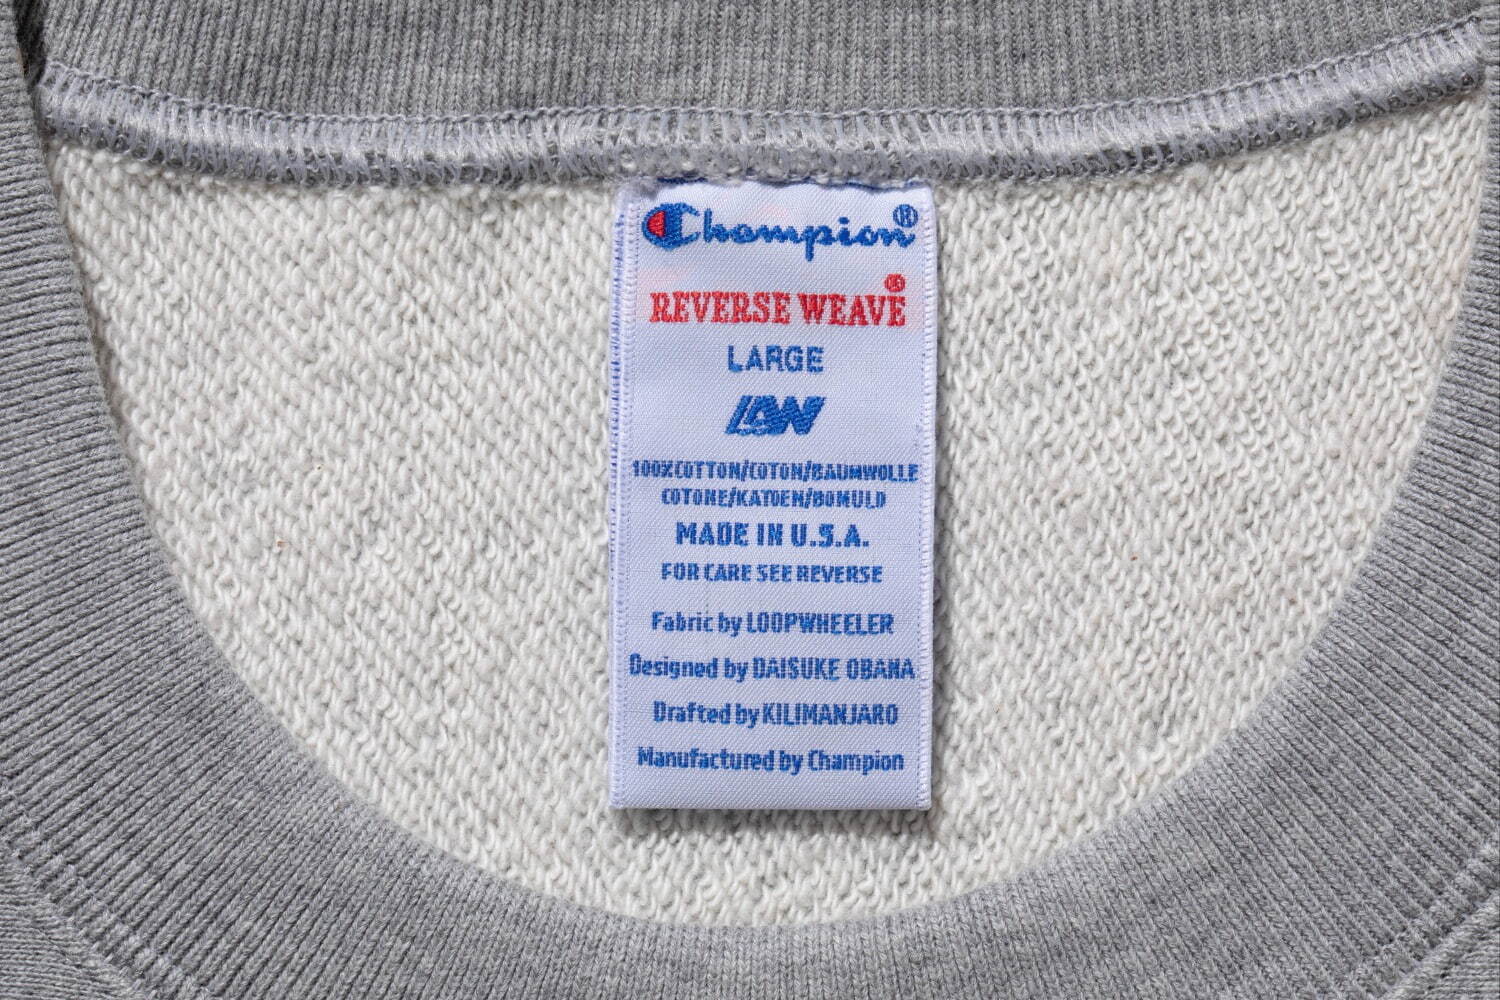 Champion®
REVERSE WEAVE®
LARGE
100%COTTON/COTON/BAUMWOLLE
COTONE/KATOEN/BOMULD
MADE IN U.S.A.
FOR CARE SEE REVERSE
Fabric by LOOPWHEELER
Designed by DAISUKE OBANA
Drafted by KILIMANJARO
Manufactured by Champion